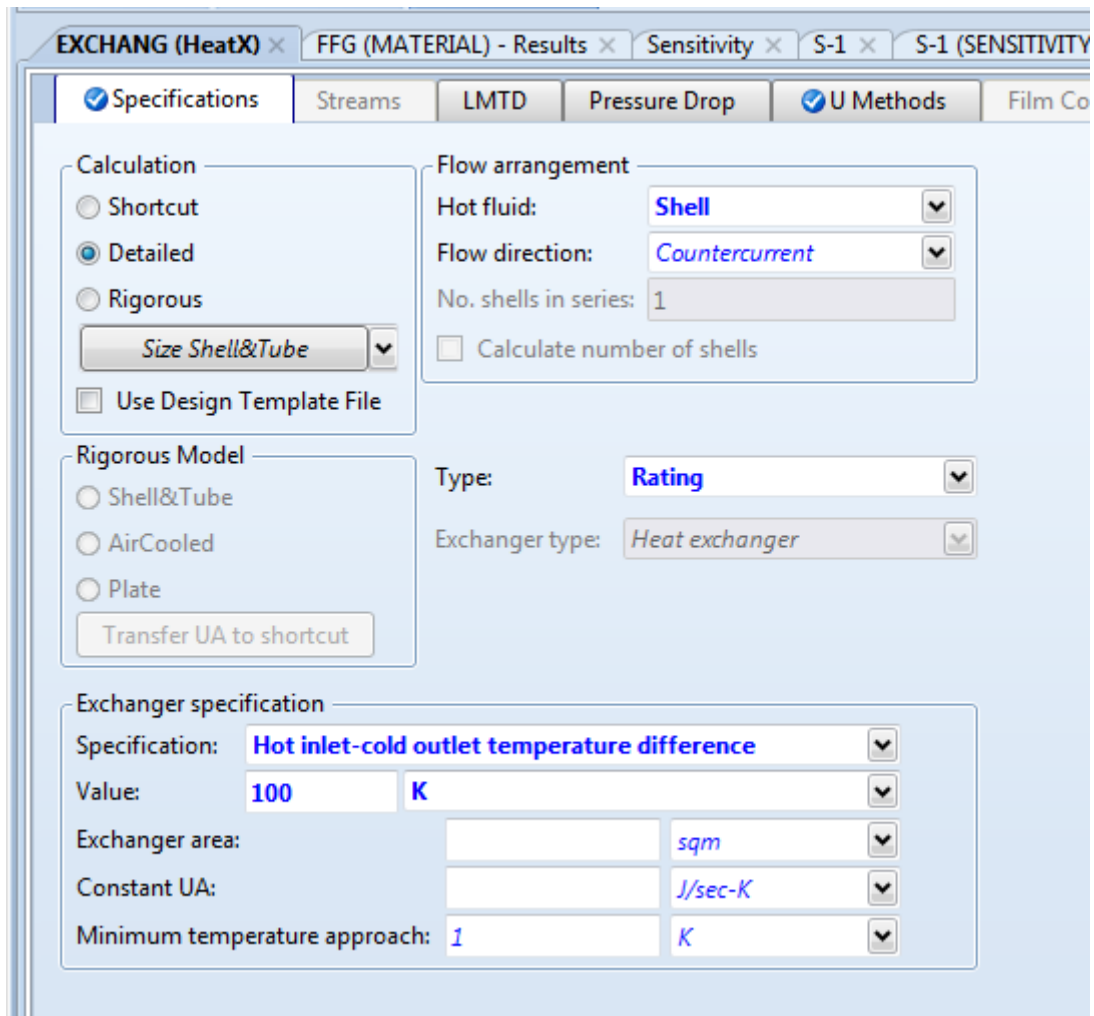 EXCHANG (HeatX) × FFG (MATERIAL) - Results × Sensitivity × S-1 × S-1 (SENSITIVITY
Specifications Streams LMTD Pressure Drop U Methods Film Co
Calculation
Shortcut
Detailed
Rigorous
Size Shell&Tube
Use Design Template File
Flow arrangement
Hot fluid: Shell
Flow direction: Countercurrent
No. shells in series: 1
Calculate number of shells
Rigorous Model
Shell&Tube
AirCooled
Plate
Transfer UA to shortcut
Type: Rating
Exchanger type: Heat exchanger
Exchanger specification
Specification: Hot inlet-cold outlet temperature difference
Value: 100 K
Exchanger area: sqm
Constant UA: J/sec-K
Minimum temperature approach: 1 K